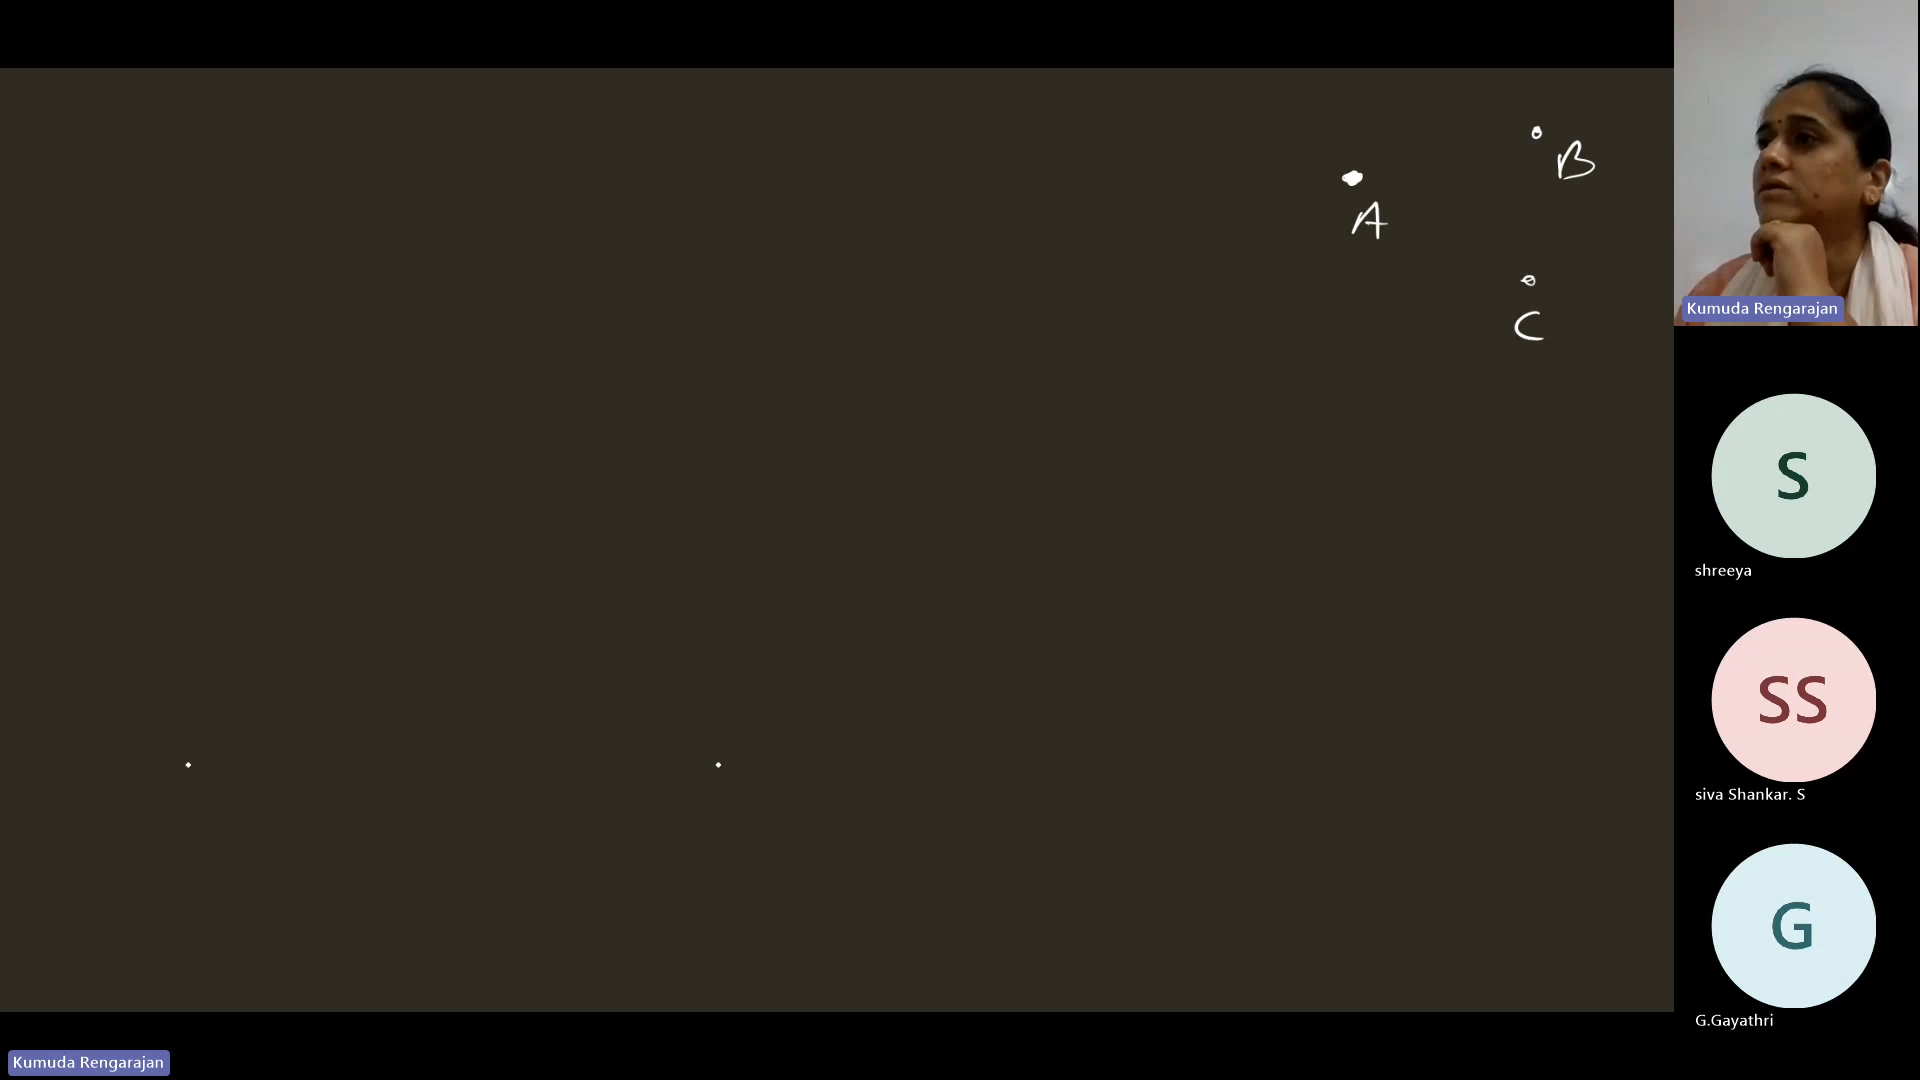 B
A
C
Kumuda Rengarajan
S
shreeya
SS
siva Shankar. S
G
G.Gayathri
Kumuda Rengarajan